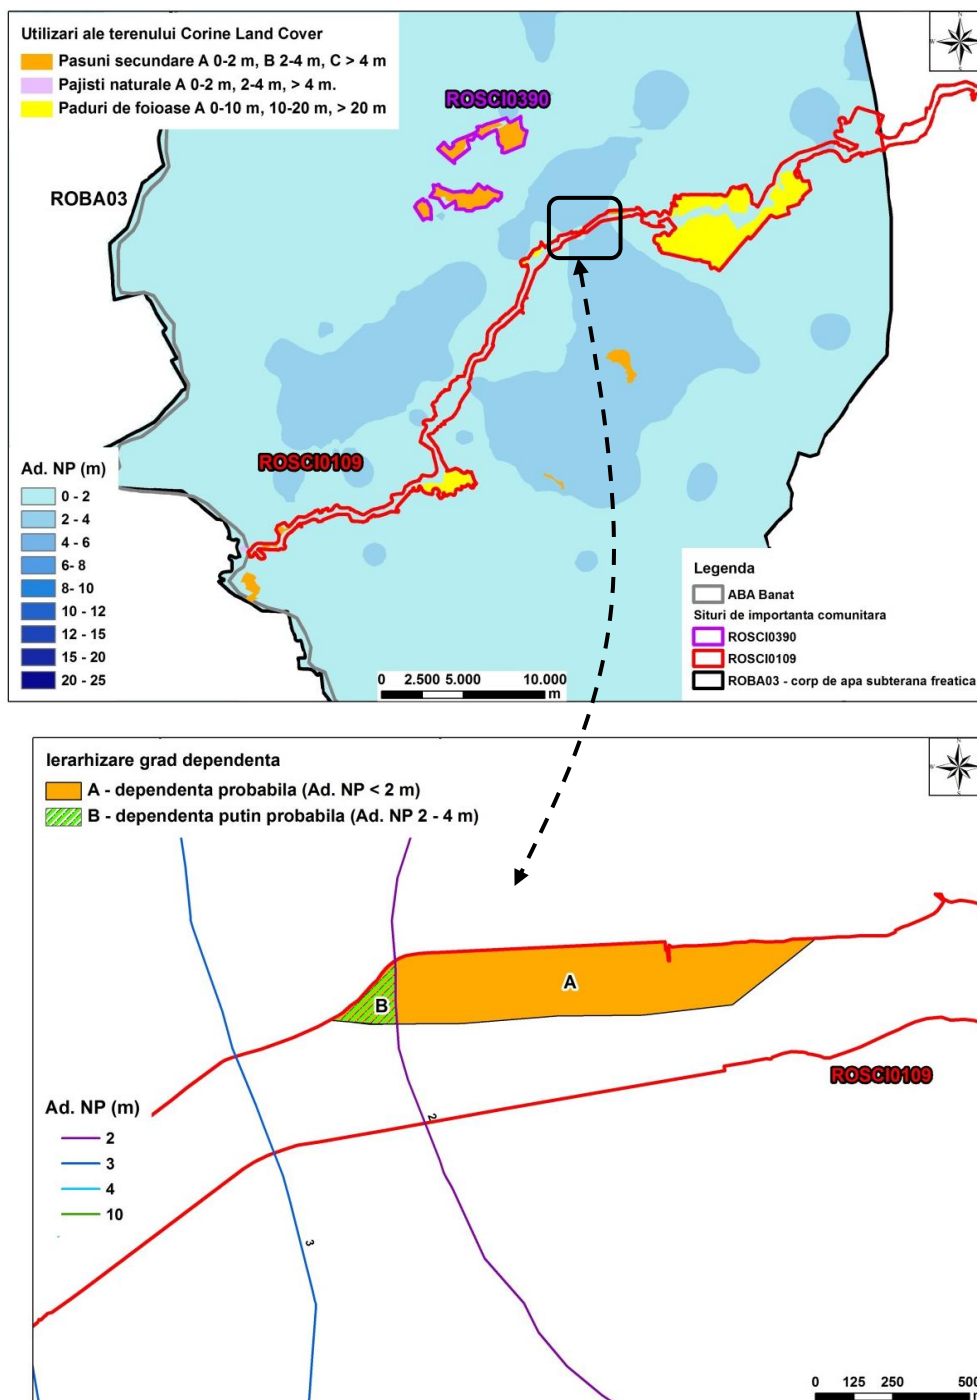 Utilizari ale terenului Corine Land Cover
Pasuni secundare A 0-2 m, B 2-4 m, C > 4 m
Pajisti naturale A 0-2 m, 2-4 m, > 4 m.
Paduri de foioase A 0-10 m, 10-20 m, > 20 m
N
W
E
S
ROSCI0390
ROBA03
ROSCI0109
Ad. NP (m)
0 - 2
2 - 4
4 - 6
6- 8
8- 10
10 - 12
12 - 15
15 - 20
20 - 25
Legenda
ABA Banat
Situri de importanta comunitara
ROSCI0390
ROSCI0109
ROBA03 - corp de apa subterana freatica
0 2.500 5.000 10.000
m
Ierarhizare grad dependenta
A - dependenta probabila (Ad. NP < 2 m)
B - dependenta putin probabila (Ad. NP 2 - 4 m)
N
W
E
S
A
B
ROSCI0109
2
3
Ad. NP (m)
2
3
4
10
0 125 250 500